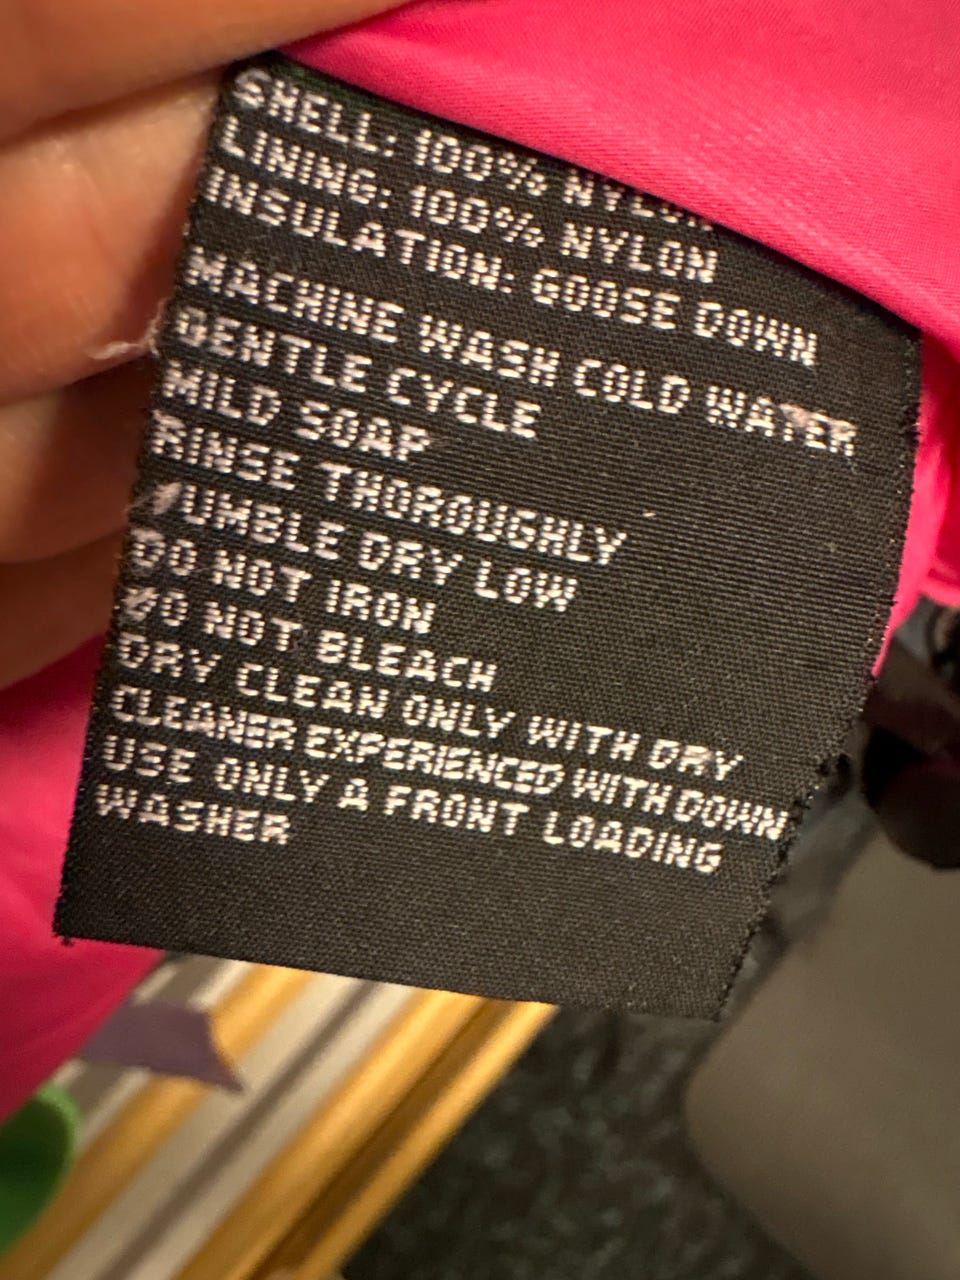 SHELL: 100% NYLON
LINING: 100% NYLON
INSULATION: GOOSE DOWN
MACHINE WASH COLD WATER
GENTLE CYCLE
MILD SOAP
RINSE THOROUGHLY
TUMBLE DRY LOW
DO NOT IRON
DO NOT BLEACH
DRY CLEAN ONLY WITH DRY
CLEANER EXPERIENCED WITH DOWN
USE ONLY A FRONT LOADING
WASHER